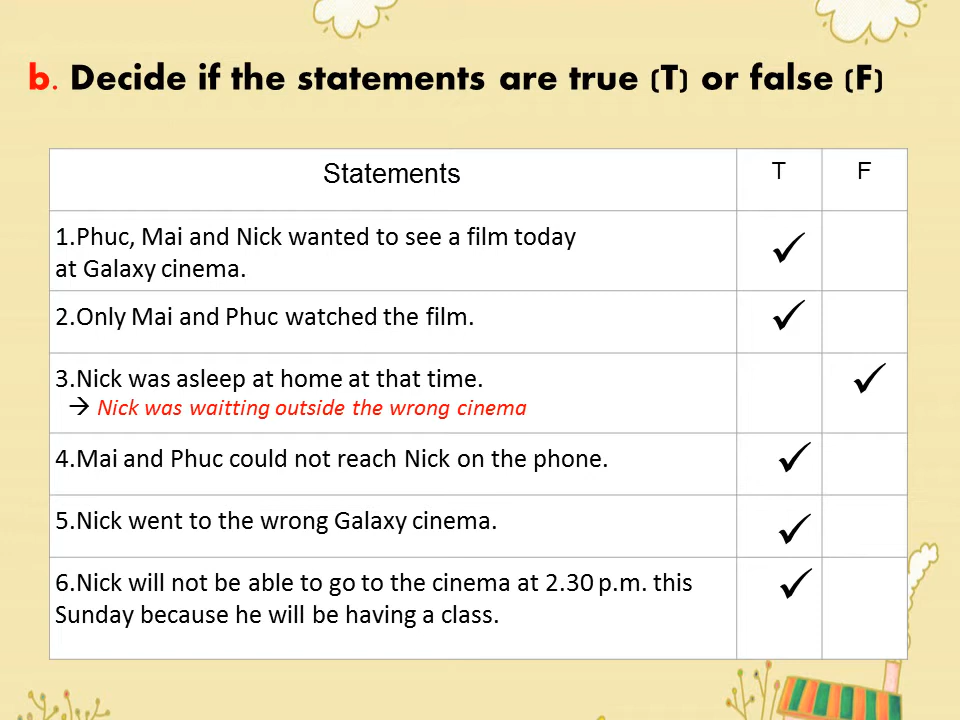 b. Decide if the statements are true (T) or false (F)
Statements T F
1.Phuc, Mai and Nick wanted to see a film today
at Galaxy cinema. ✓
2.Only Mai and Phuc watched the film. ✓
3.Nick was asleep at home at that time. ✓
→ Nick was waitting outside the wrong cinema
4.Mai and Phuc could not reach Nick on the phone. ✓
5.Nick went to the wrong Galaxy cinema. ✓
6.Nick will not be able to go to the cinema at 2.30 p.m. this ✓
Sunday because he will be having a class.